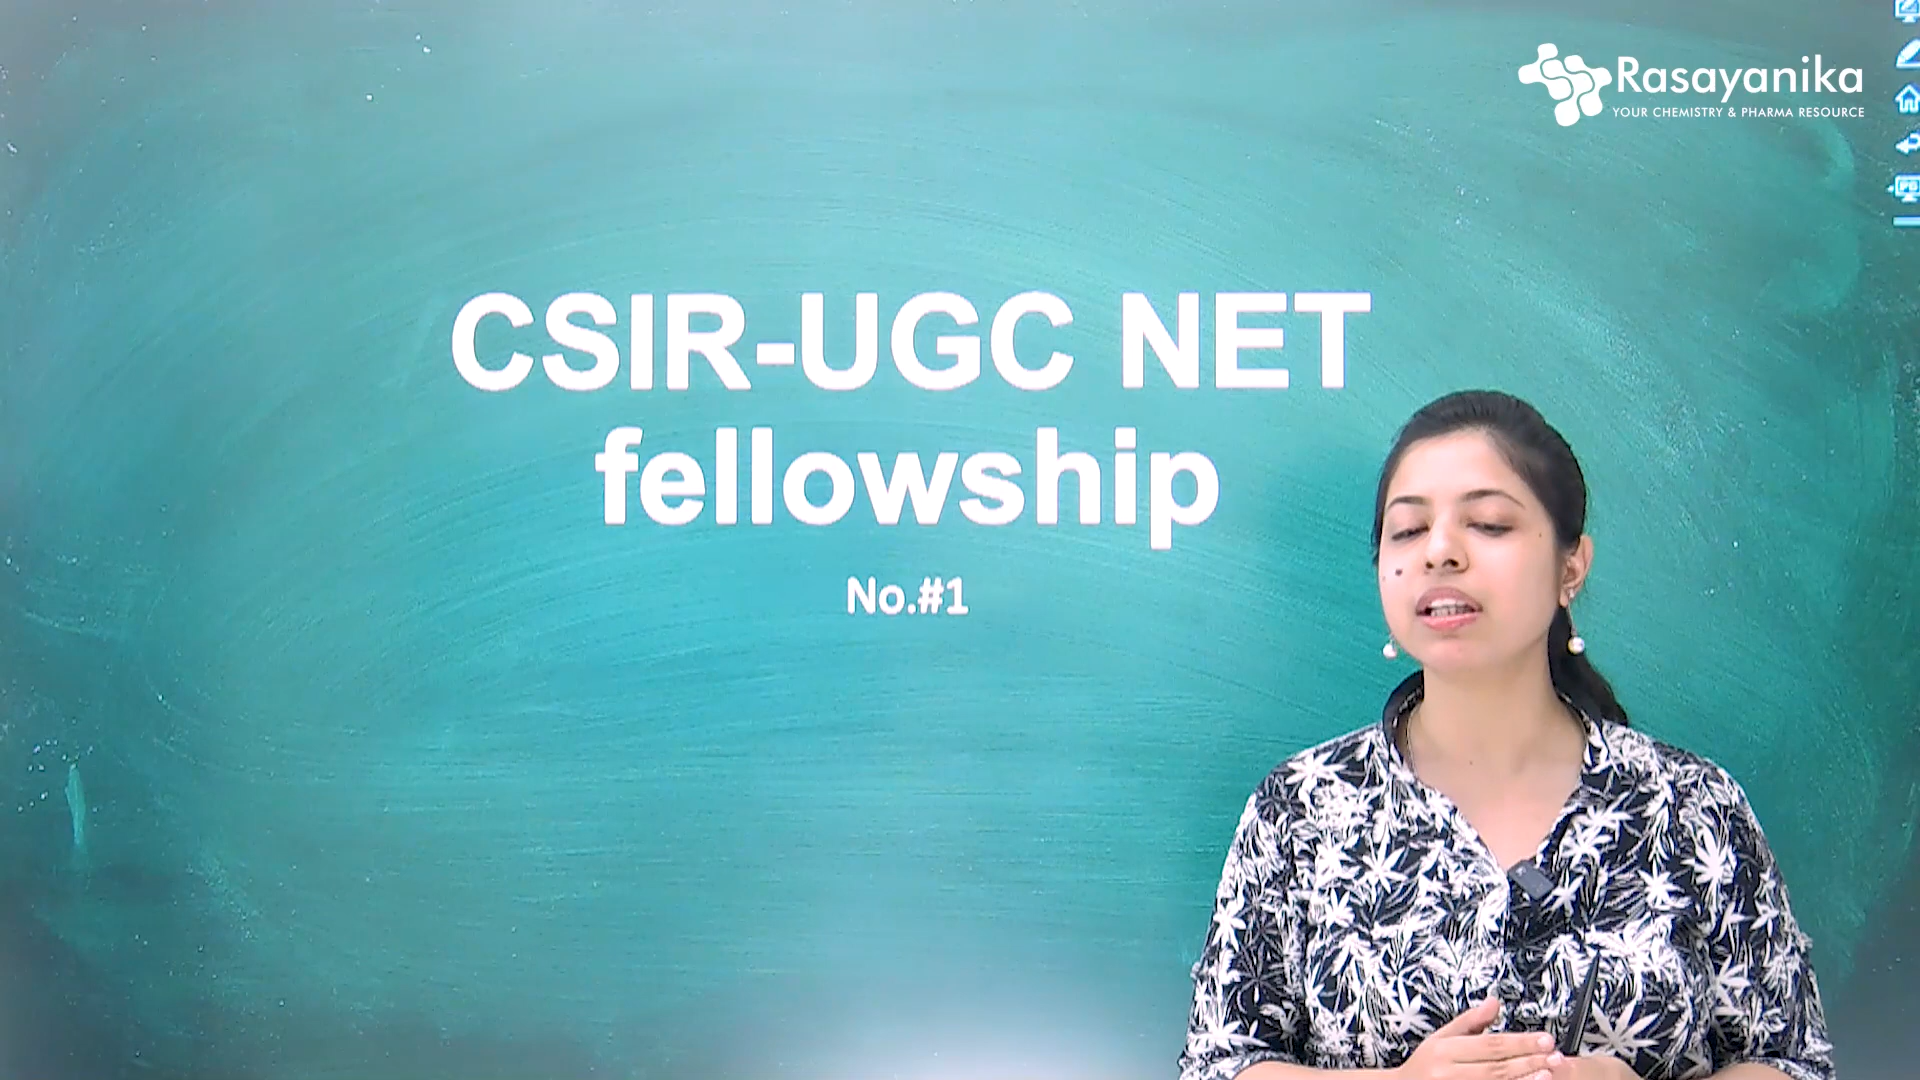 Rasayanika
YOUR CHEMISTRY & PHARMA RESOURCE
CSIR-UGC NET
fellowship
No.#1